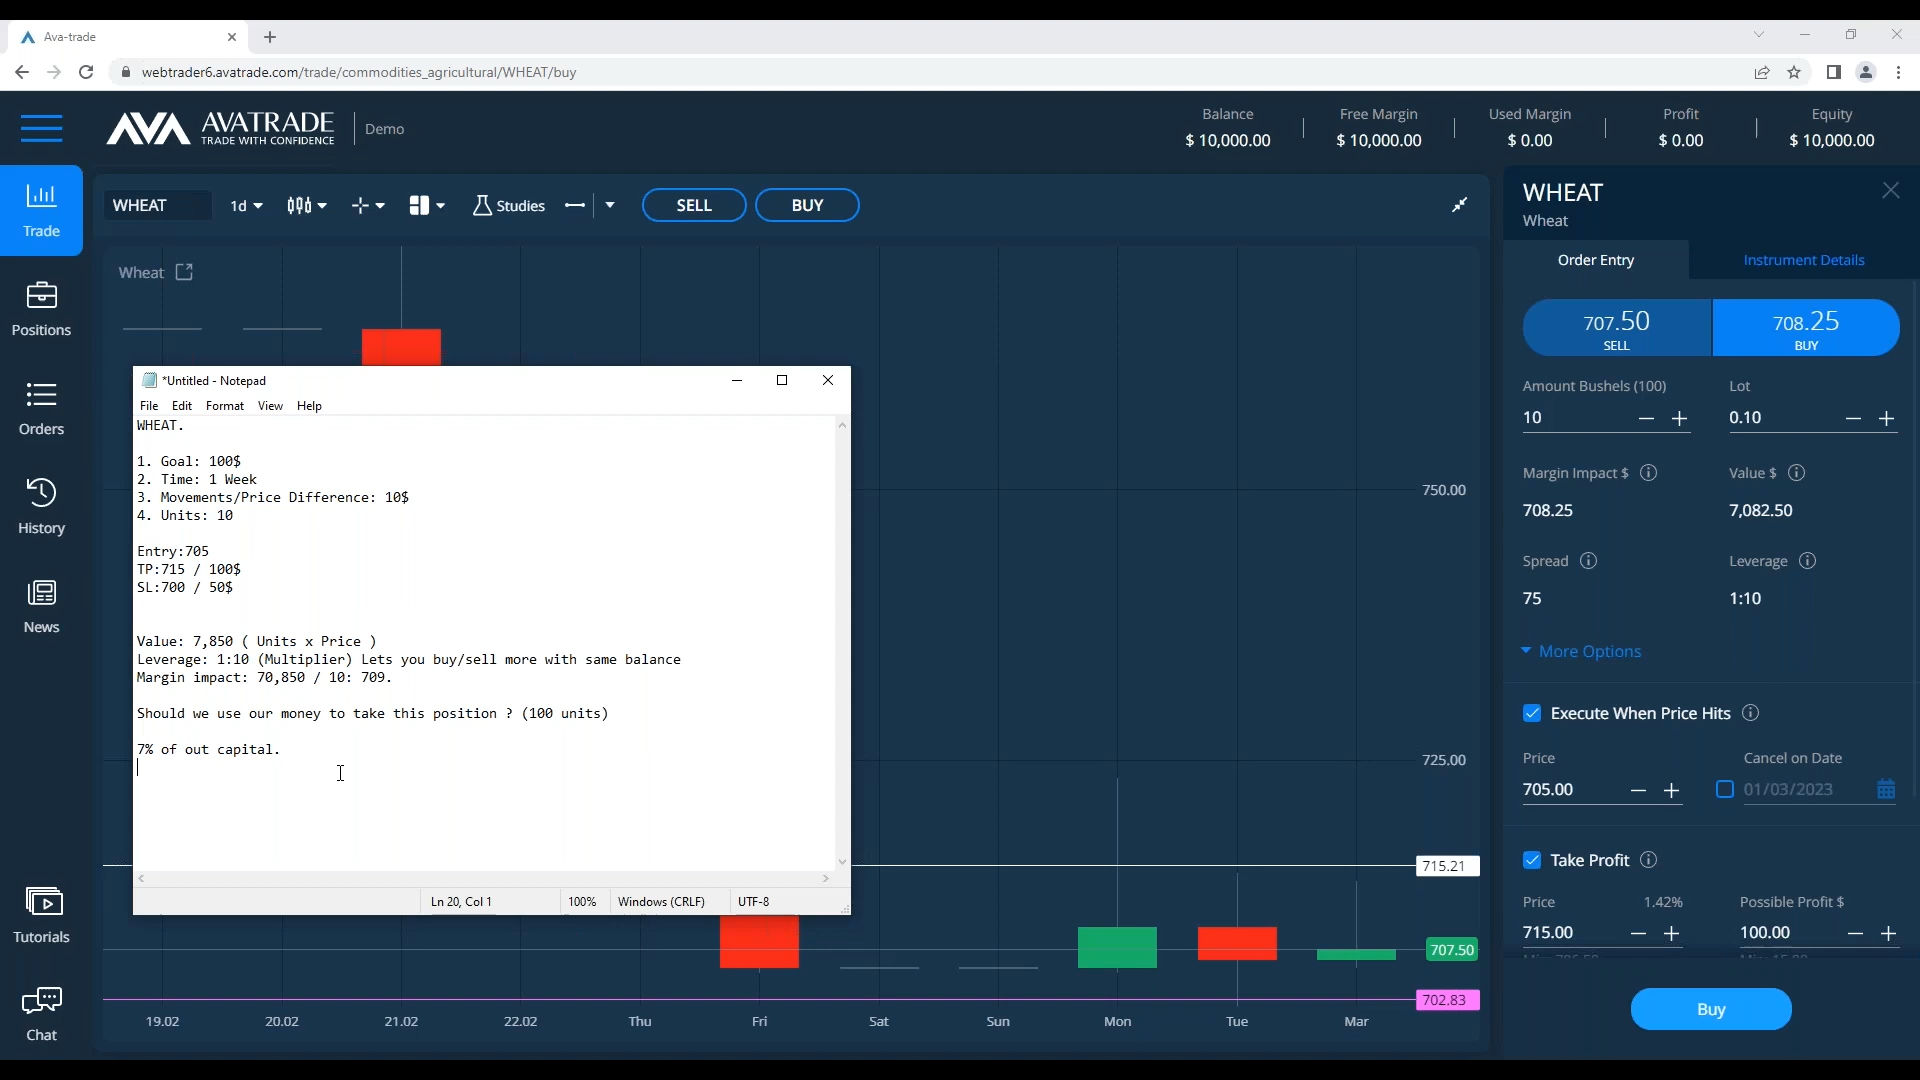 Ava-trade
webtrader6.avatrade.com/trade/commodities_agricultural/WHEAT/buy
AVA AVATRADE
TRADE WITH CONFIDENCE
Demo
Balance
$ 10,000.00
Free Margin
$ 10,000.00
Used Margin
$ 0.00
Profit
$ 0.00
Equity
$ 10,000.00
Trade
Positions
Orders
History
News
Tutorials
Chat
WHEAT
1d
Studies
SELL
BUY
Wheat
*Untitled - Notepad
File Edit Format View Help
WHEAT.
1. Goal: 100$
2. Time: 1 Week
3. Movements/Price Difference: 10$
4. Units: 10
Entry:705
TP:715 / 100$
SL:700 / 50$
Value: 7,850 ( Units x Price )
Leverage: 1:10 (Multiplier) Lets you buy/sell more with same balance
Margin impact: 70,850 / 10: 709.
Should we use our money to take this position ? (100 units)
7% of out capital.
Ln 20, Col 1
100%
Windows (CRLF)
UTF-8
750.00
725.00
715.21
707.50
702.83
19.02
20.02
21.02
22.02
Thu
Fri
Sat
Sun
Mon
Tue
Mar
WHEAT
Wheat
Order Entry
Instrument Details
707.50
SELL
708.25
BUY
Amount Bushels (100)
10
Lot
0.10
Margin Impact $
708.25
Value $
7,082.50
Spread
75
Leverage
1:10
More Options
Execute When Price Hits
Price
705.00
Cancel on Date
01/03/2023
Take Profit
Price
1.42%
715.00
Possible Profit $
100.00
Buy